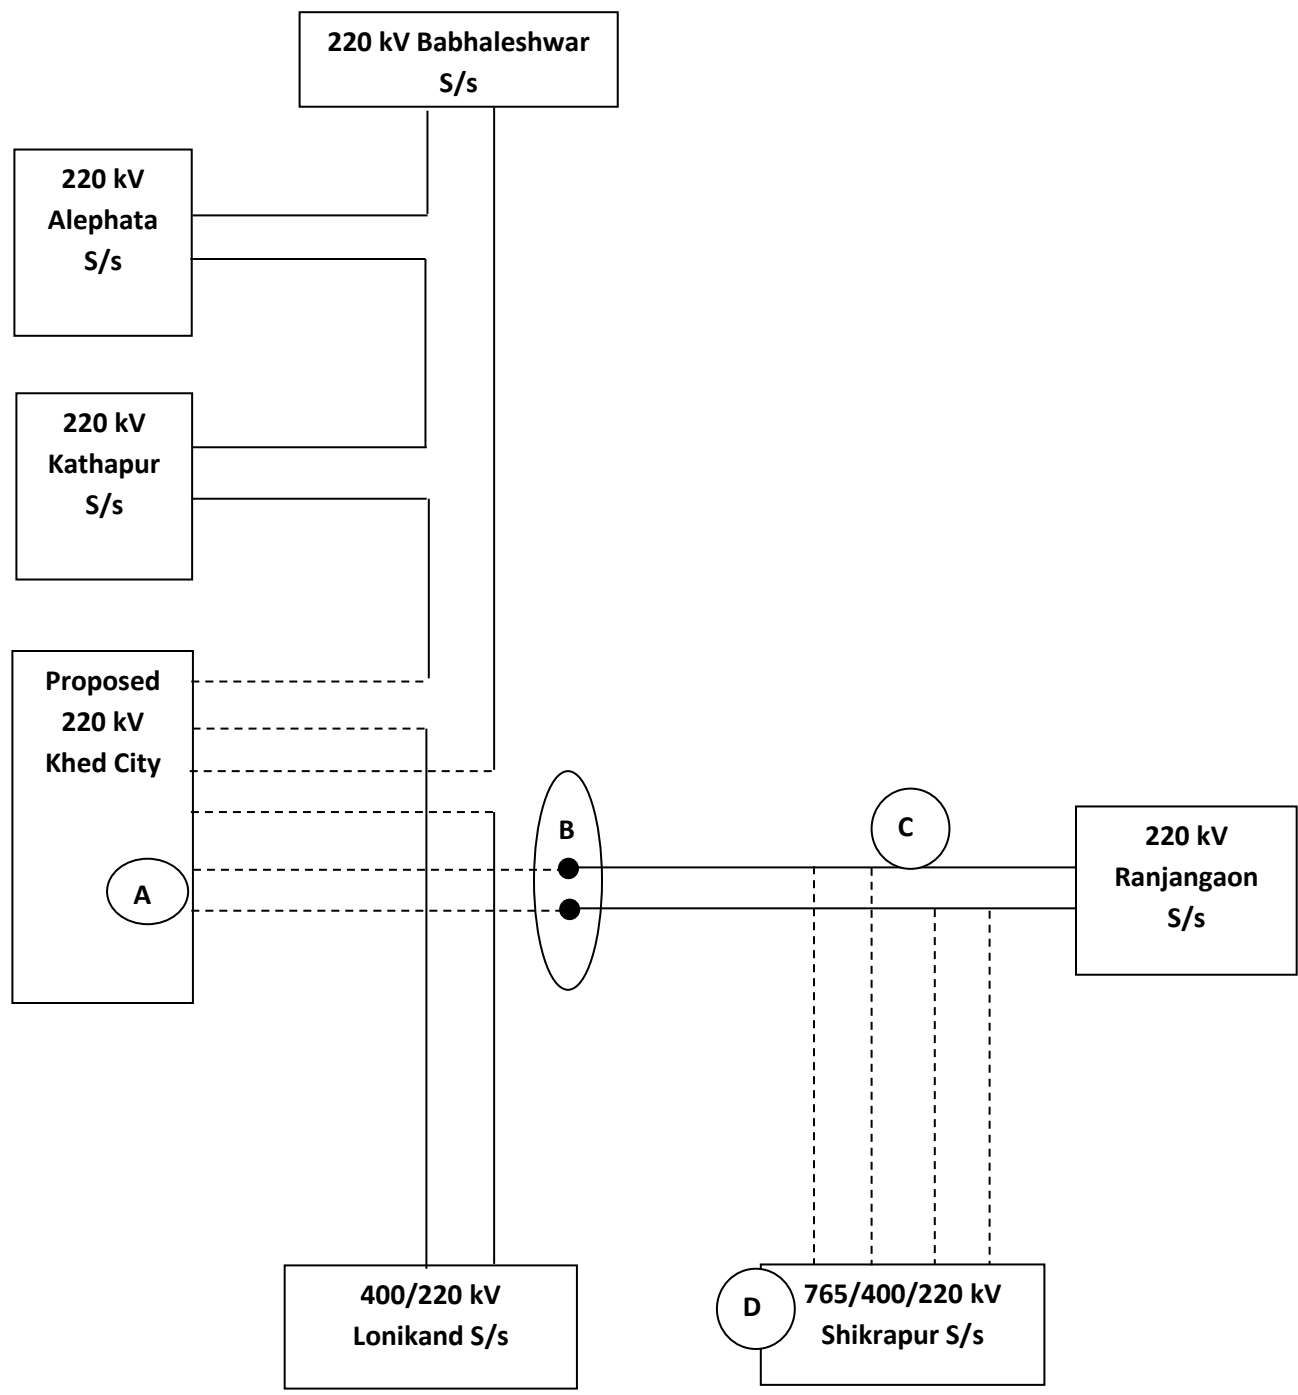 220 kV Babhaleshwar
S/s
220 kV
Alephata
S/s
220 kV
Kathapur
S/s
Proposed
220 kV
Khed City
A
B
C
220 kV
Ranjangaon
S/s
400/220 kV
Lonikand S/s
D
765/400/220 kV
Shikrapur S/s